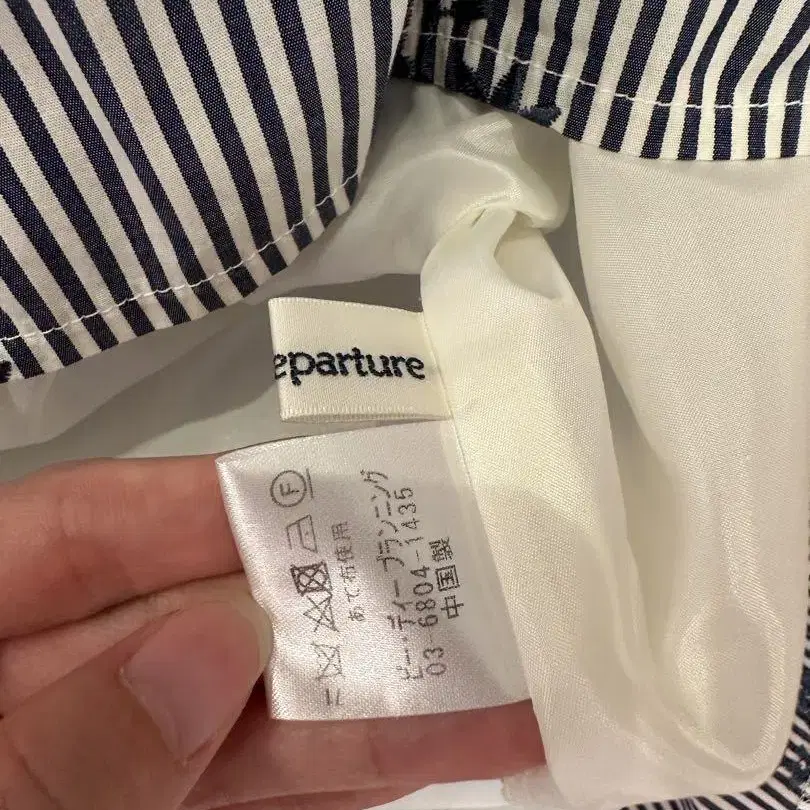 eparture
F
あて布使用
ビー・ディー プランニング
03-6804-1435
中国製